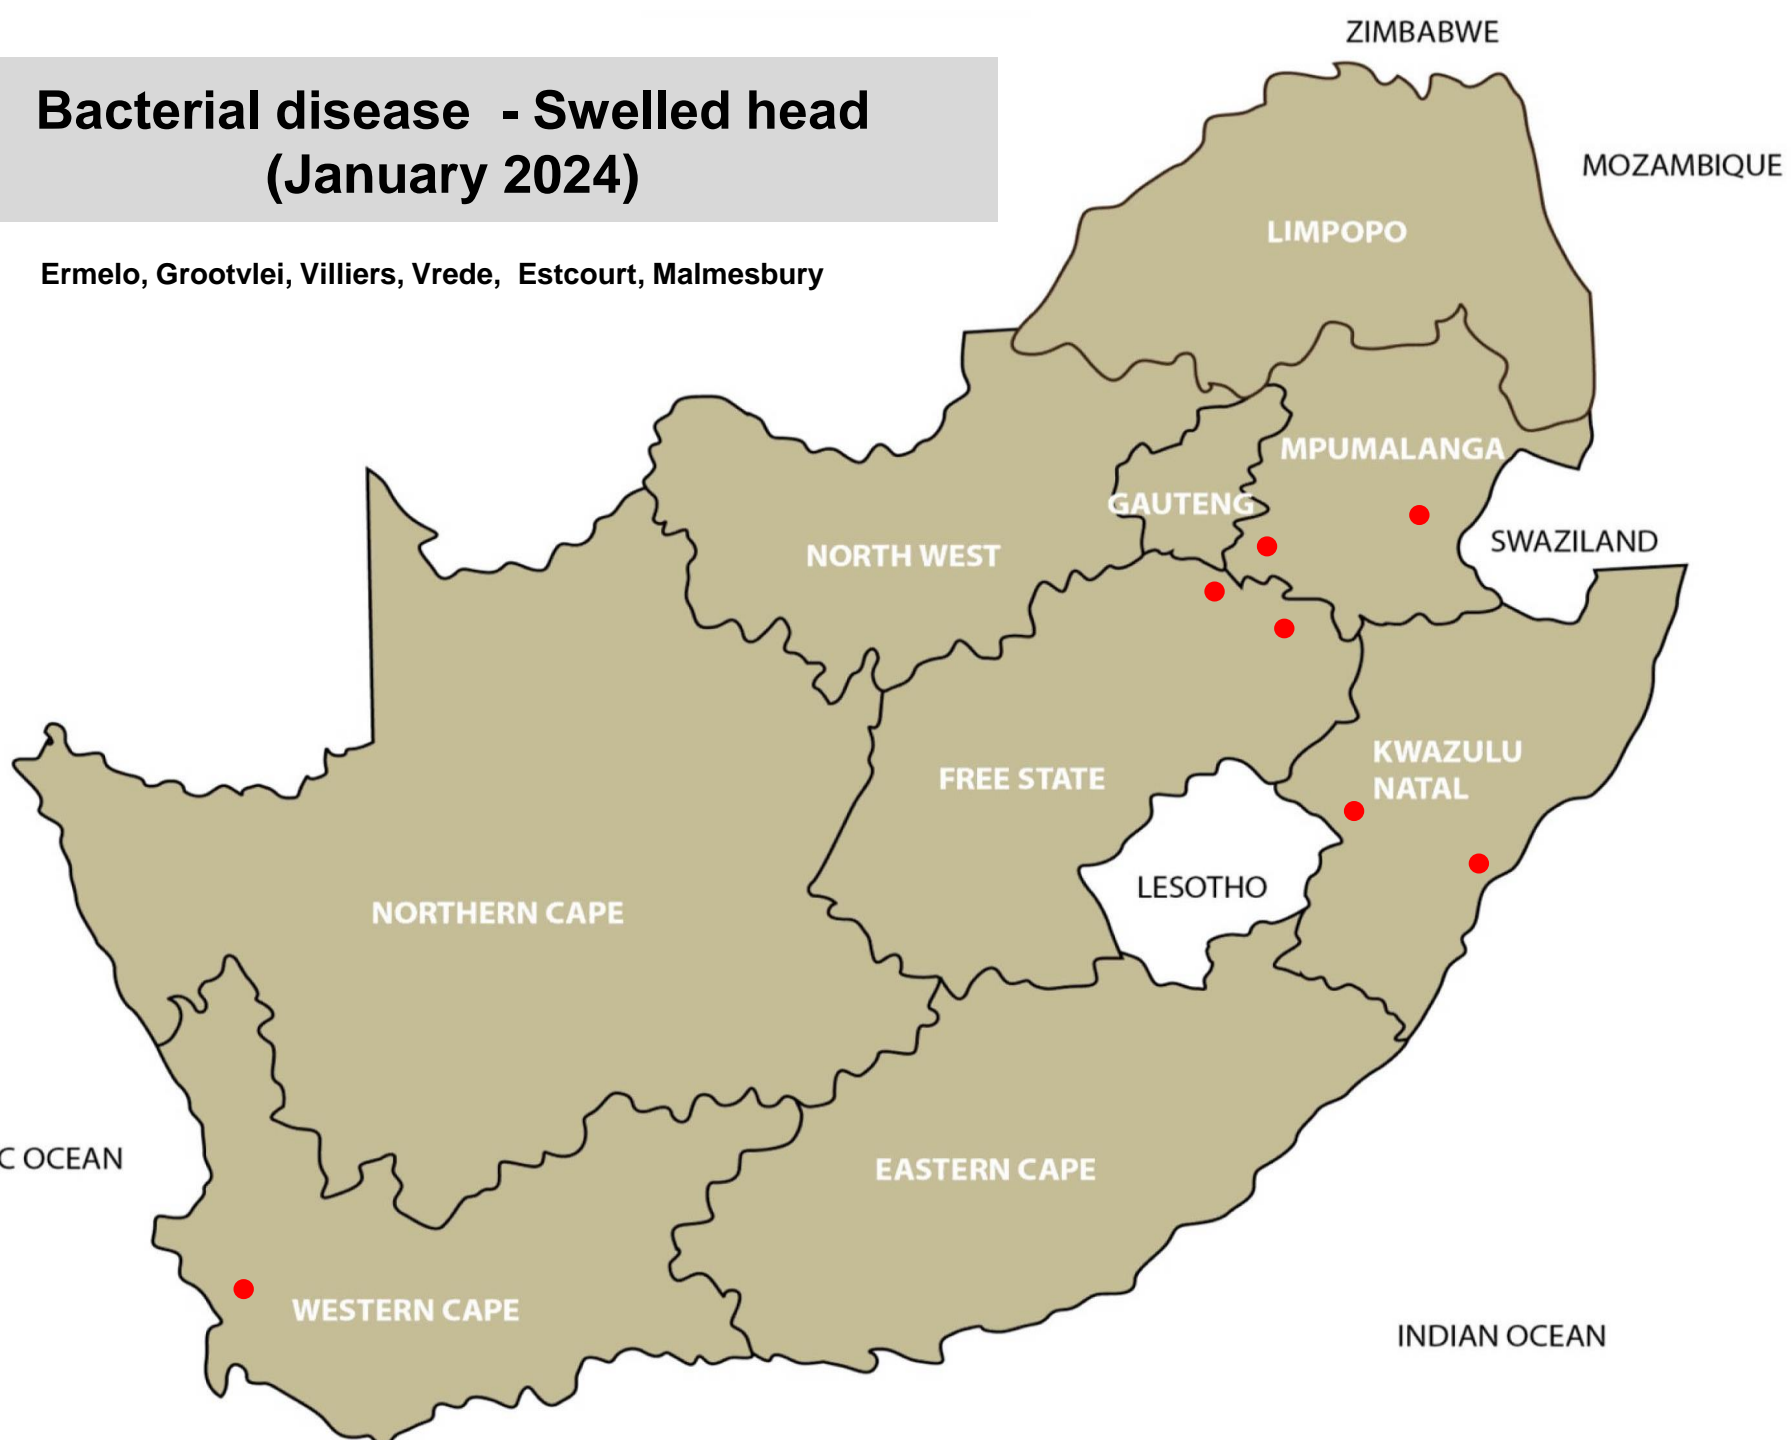 Bacterial disease - Swelled head
(January 2024)
Ermelo, Grootvlei, Villiers, Vrede, Estcourt, Malmesbury
ZIMBABWE
MOZAMBIQUE
LIMPOPO
MPUMALANGA
GAUTENG
SWAZILAND
NORTH WEST
KWAZULU
NATAL
FREE STATE
LESOTHO
NORTHERN CAPE
C OCEAN
EASTERN CAPE
WESTERN CAPE
INDIAN OCEAN